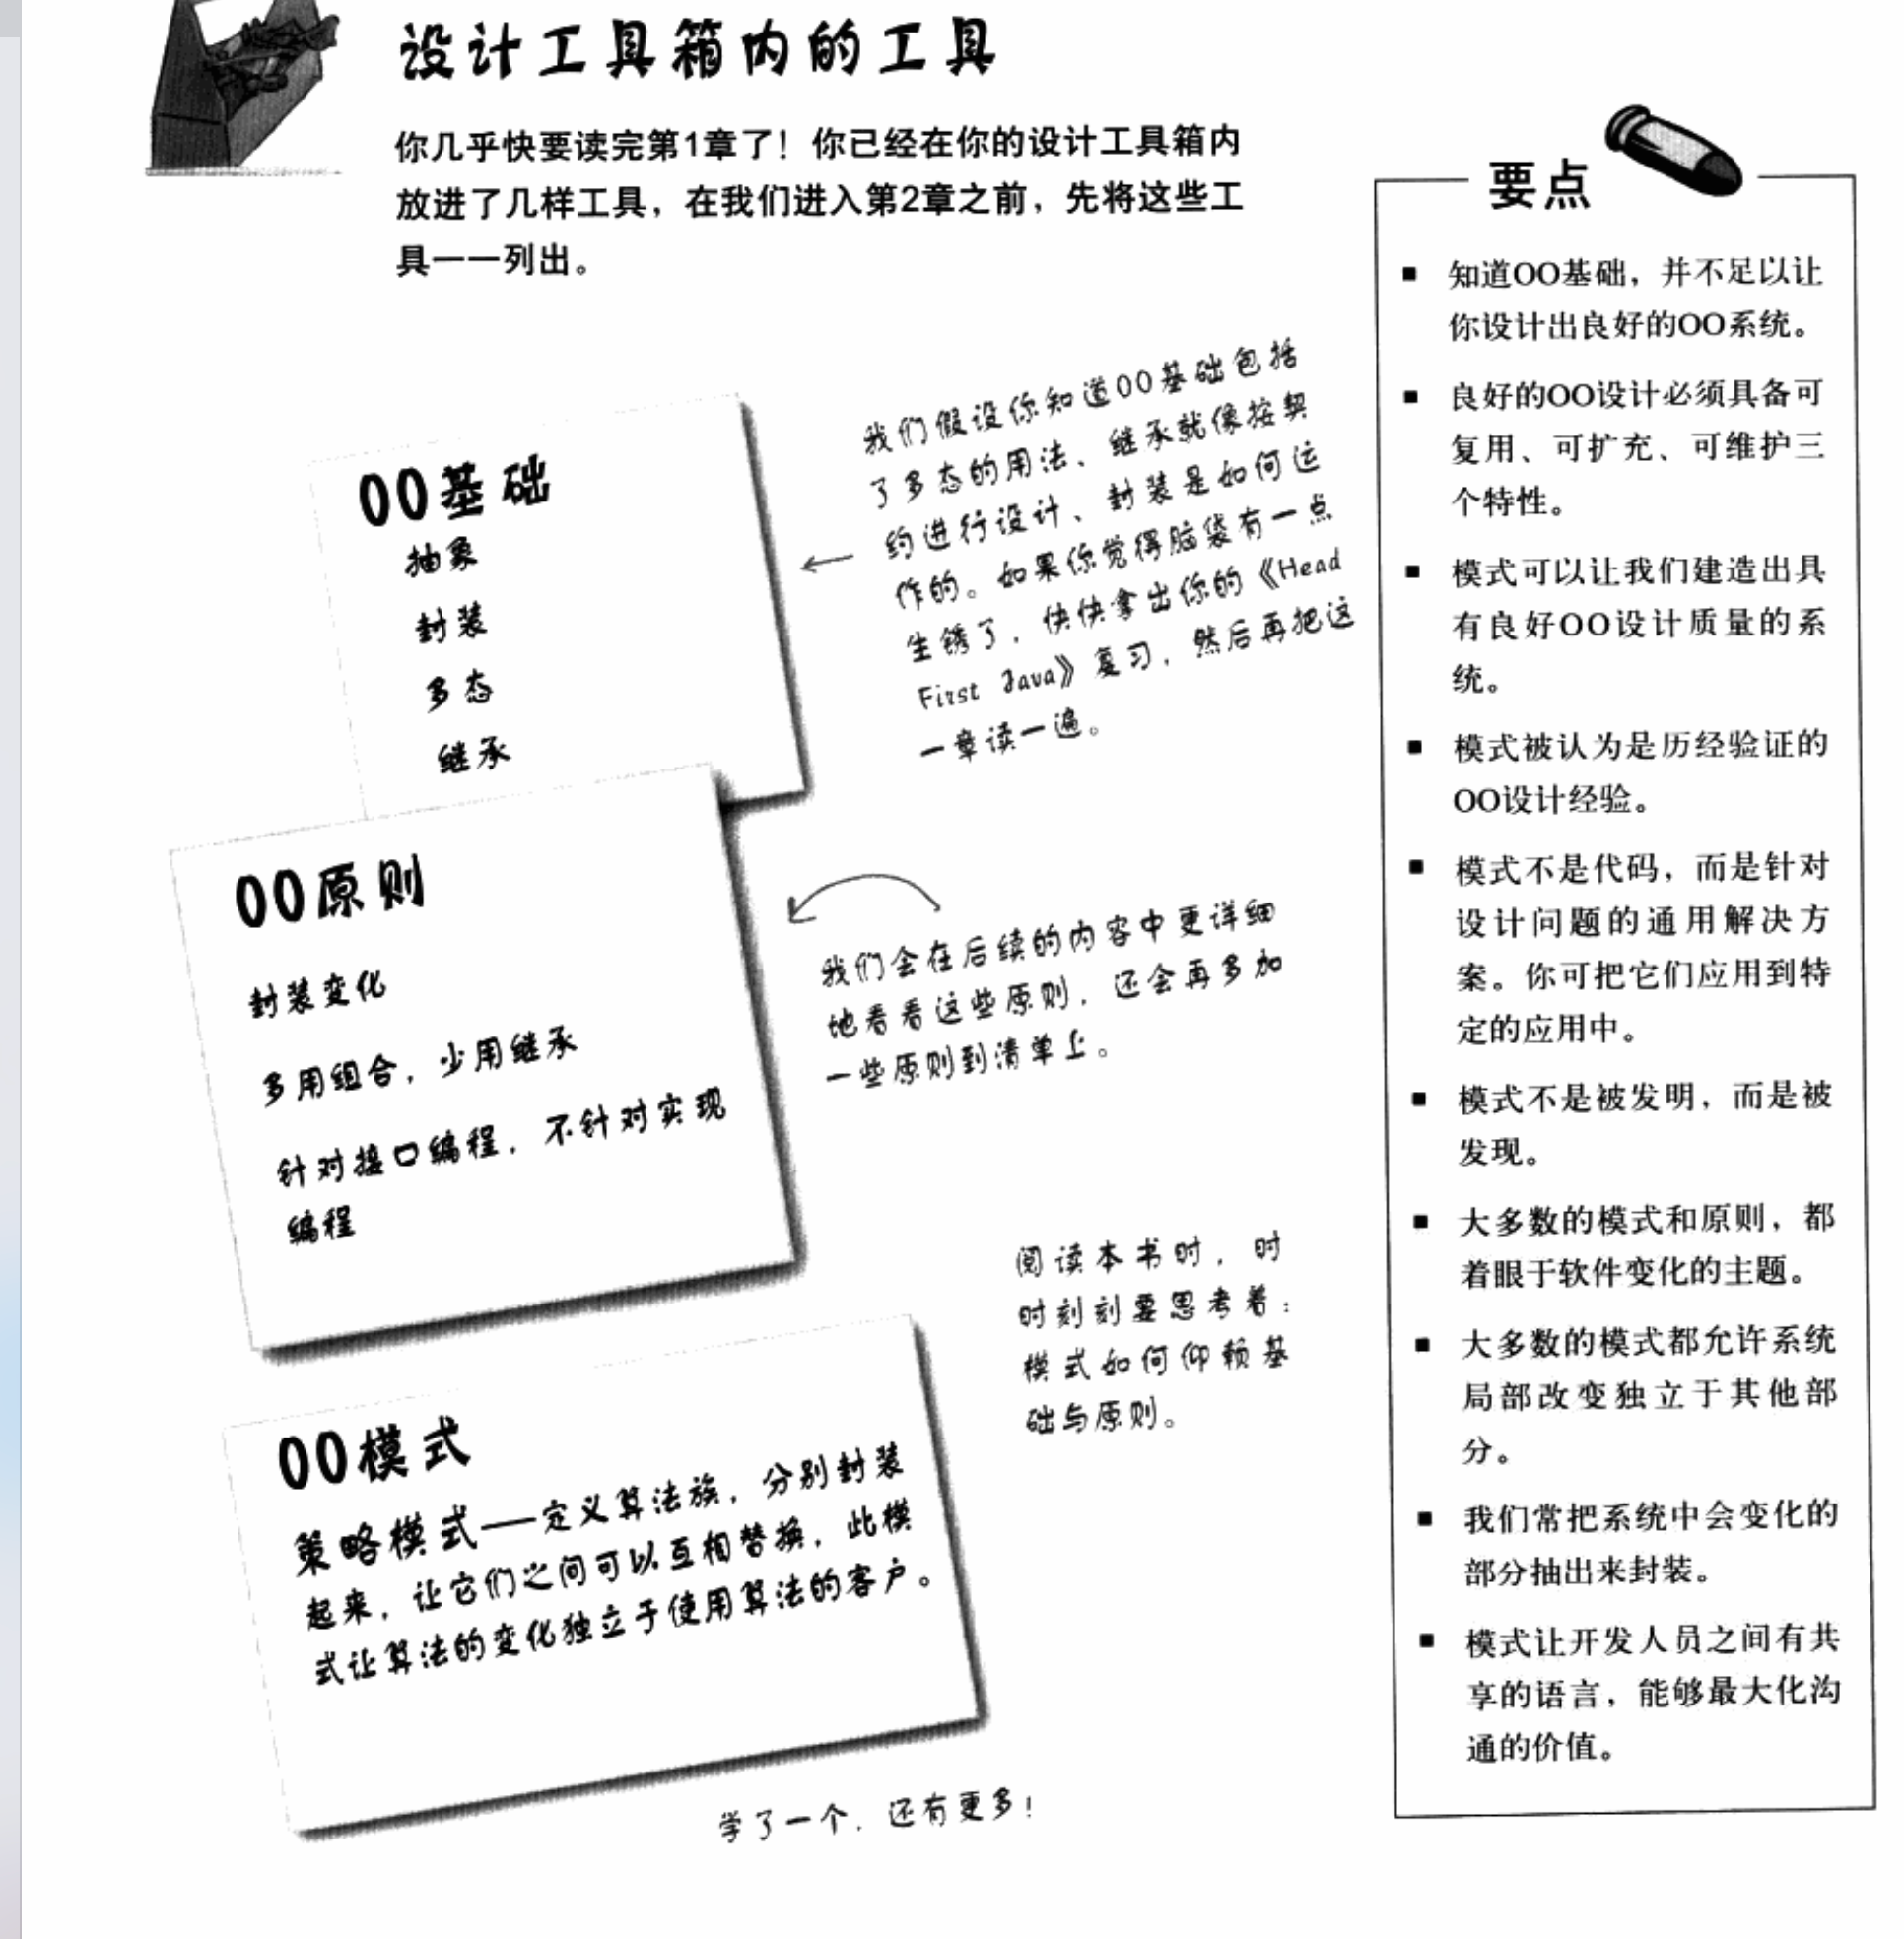 设计工具箱内的工具
你几乎快要读完第1章了！你已经在你的设计工具箱内
放进了几样工具，在我们进入第2章之前，先将这些工
具一一列出。
OO基础
抽象
封装
多态
继承
我们假设你知道OO基础包括
了多态的用法、继承就像按契
约进行设计、封装是如何运
作的。如果你觉得脑袋有一点
生锈了，快快拿出你的《Head
First Java》复习，然后再把这
一章读一遍。
OO原则
封装变化
多用组合，少用继承
针对接口编程，不针对实现
编程
我们会在后续的内容中更详细
地看看这些原则，还会再多加
一些原则到清单上。
阅读本书时，时
时刻刻要思考着：
模式如何仰赖基
础与原则。
OO模式
策略模式——定义算法族，分别封装
起来，让它们之间可以互相替换，此模
式让算法的变化独立于使用算法的客户。
学了一个，还有更多！
要点
■ 知道OO基础，并不足以让
你设计出良好的OO系统。
■ 良好的OO设计必须具备可
复用、可扩充、可维护三
个特性。
■ 模式可以让我们建造出具
有良好OO设计质量的系
统。
■ 模式被认为是历经验证的
OO设计经验。
■ 模式不是代码，而是针对
设计问题的通用解决方
案。你可把它们应用到特
定的应用中。
■ 模式不是被发明，而是被
发现。
■ 大多数的模式和原则，都
着眼于软件变化的主题。
■ 大多数的模式都允许系统
局部改变独立于其他部
分。
■ 我们常把系统中会变化的
部分抽出来封装。
■ 模式让开发人员之间有共
享的语言，能够最大化沟
通的价值。